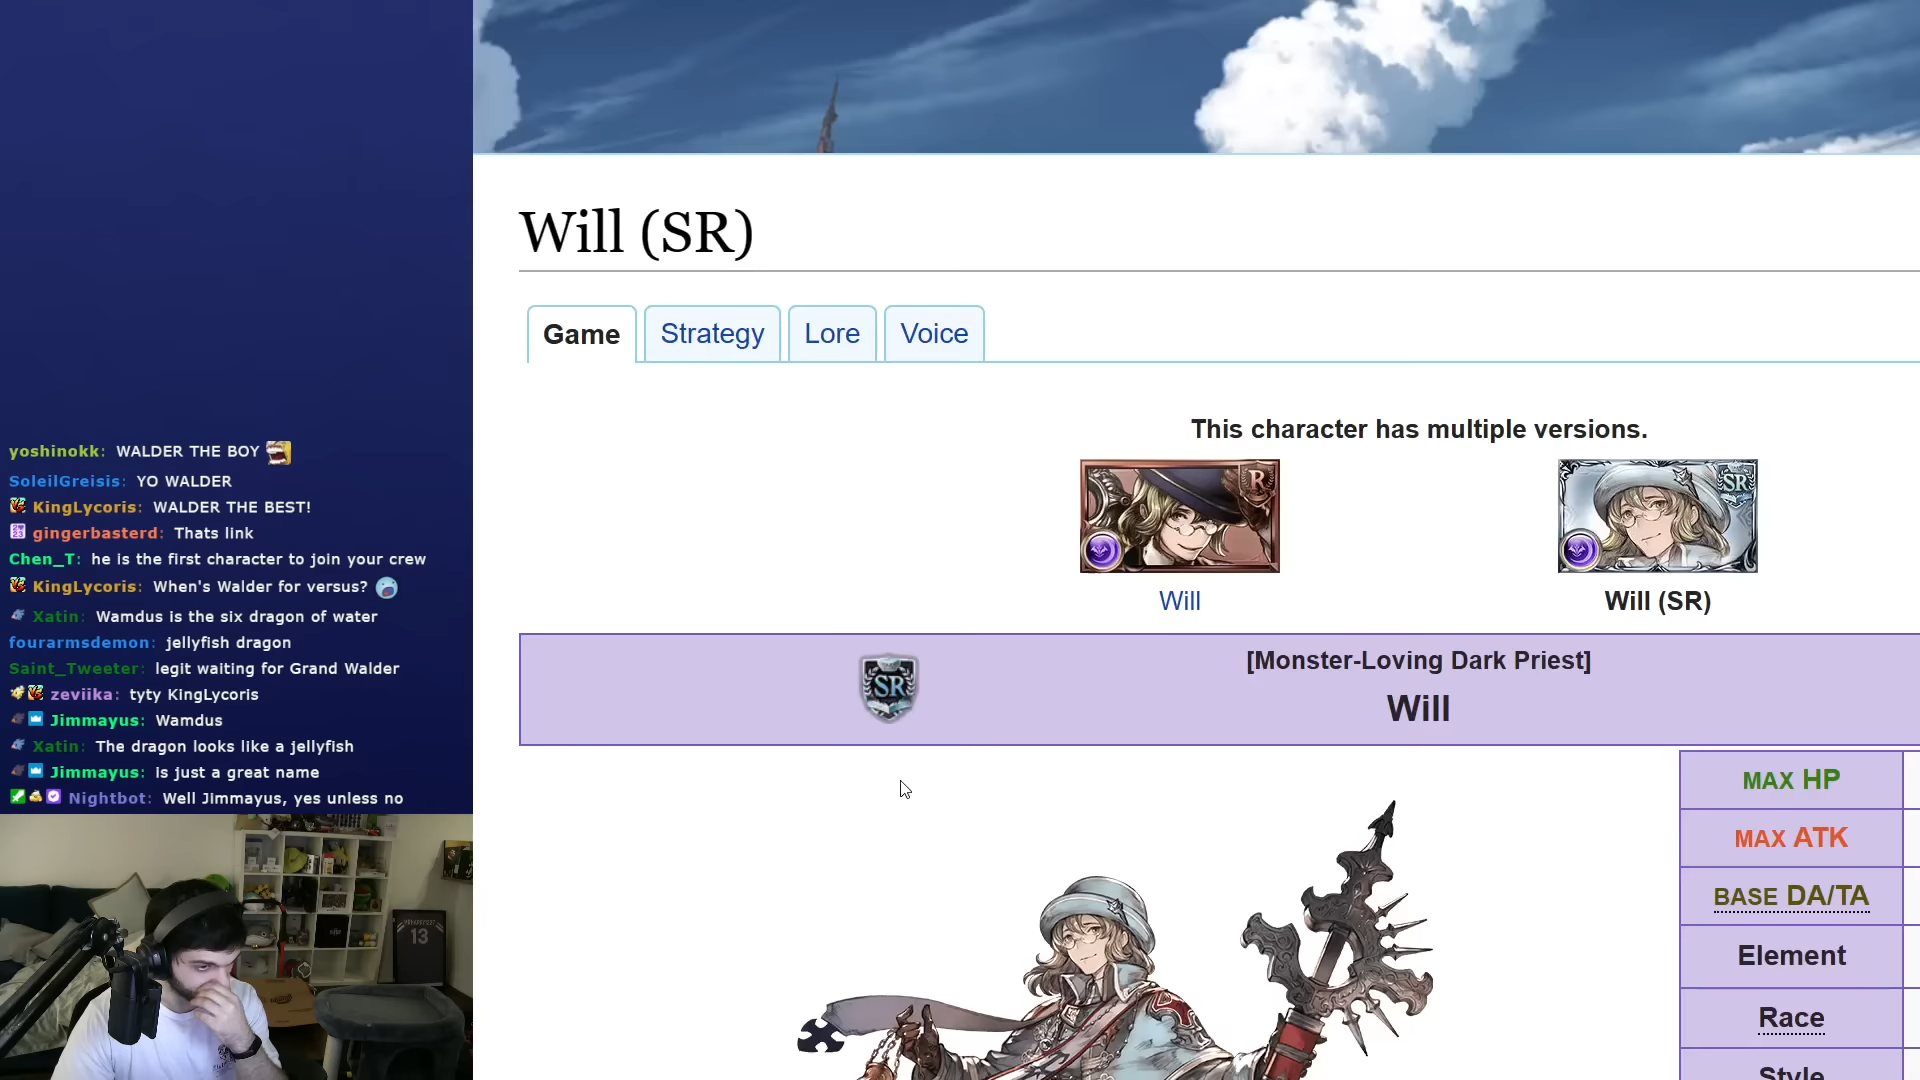 yoshinokk: WALDER THE BOY
SoleilGreisis: YO WALDER
KingLycoris: WALDER THE BEST!
gingerbasterd: Thats link
Chen_T: he is the first character to join your crew
KingLycoris: When's Walder for versus?
Xatin: Wamdus is the six dragon of water
fourarmsdemon: jellyfish dragon
Saint_Tweeter: legit waiting for Grand Walder
zeviika: tyty KingLycoris
Jimmayus: Wamdus
Xatin: The dragon looks like a jellyfish
Jimmayus: is just a great name
Nightbot: Well Jimmayus, yes unless no
13
Will (SR)
Game Strategy Lore Voice
This character has multiple versions.
R
SR
Will
Will (SR)
SR
[Monster-Loving Dark Priest]
Will
MAX HP
MAX ATK
BASE DA/TA
Element
Race
Style